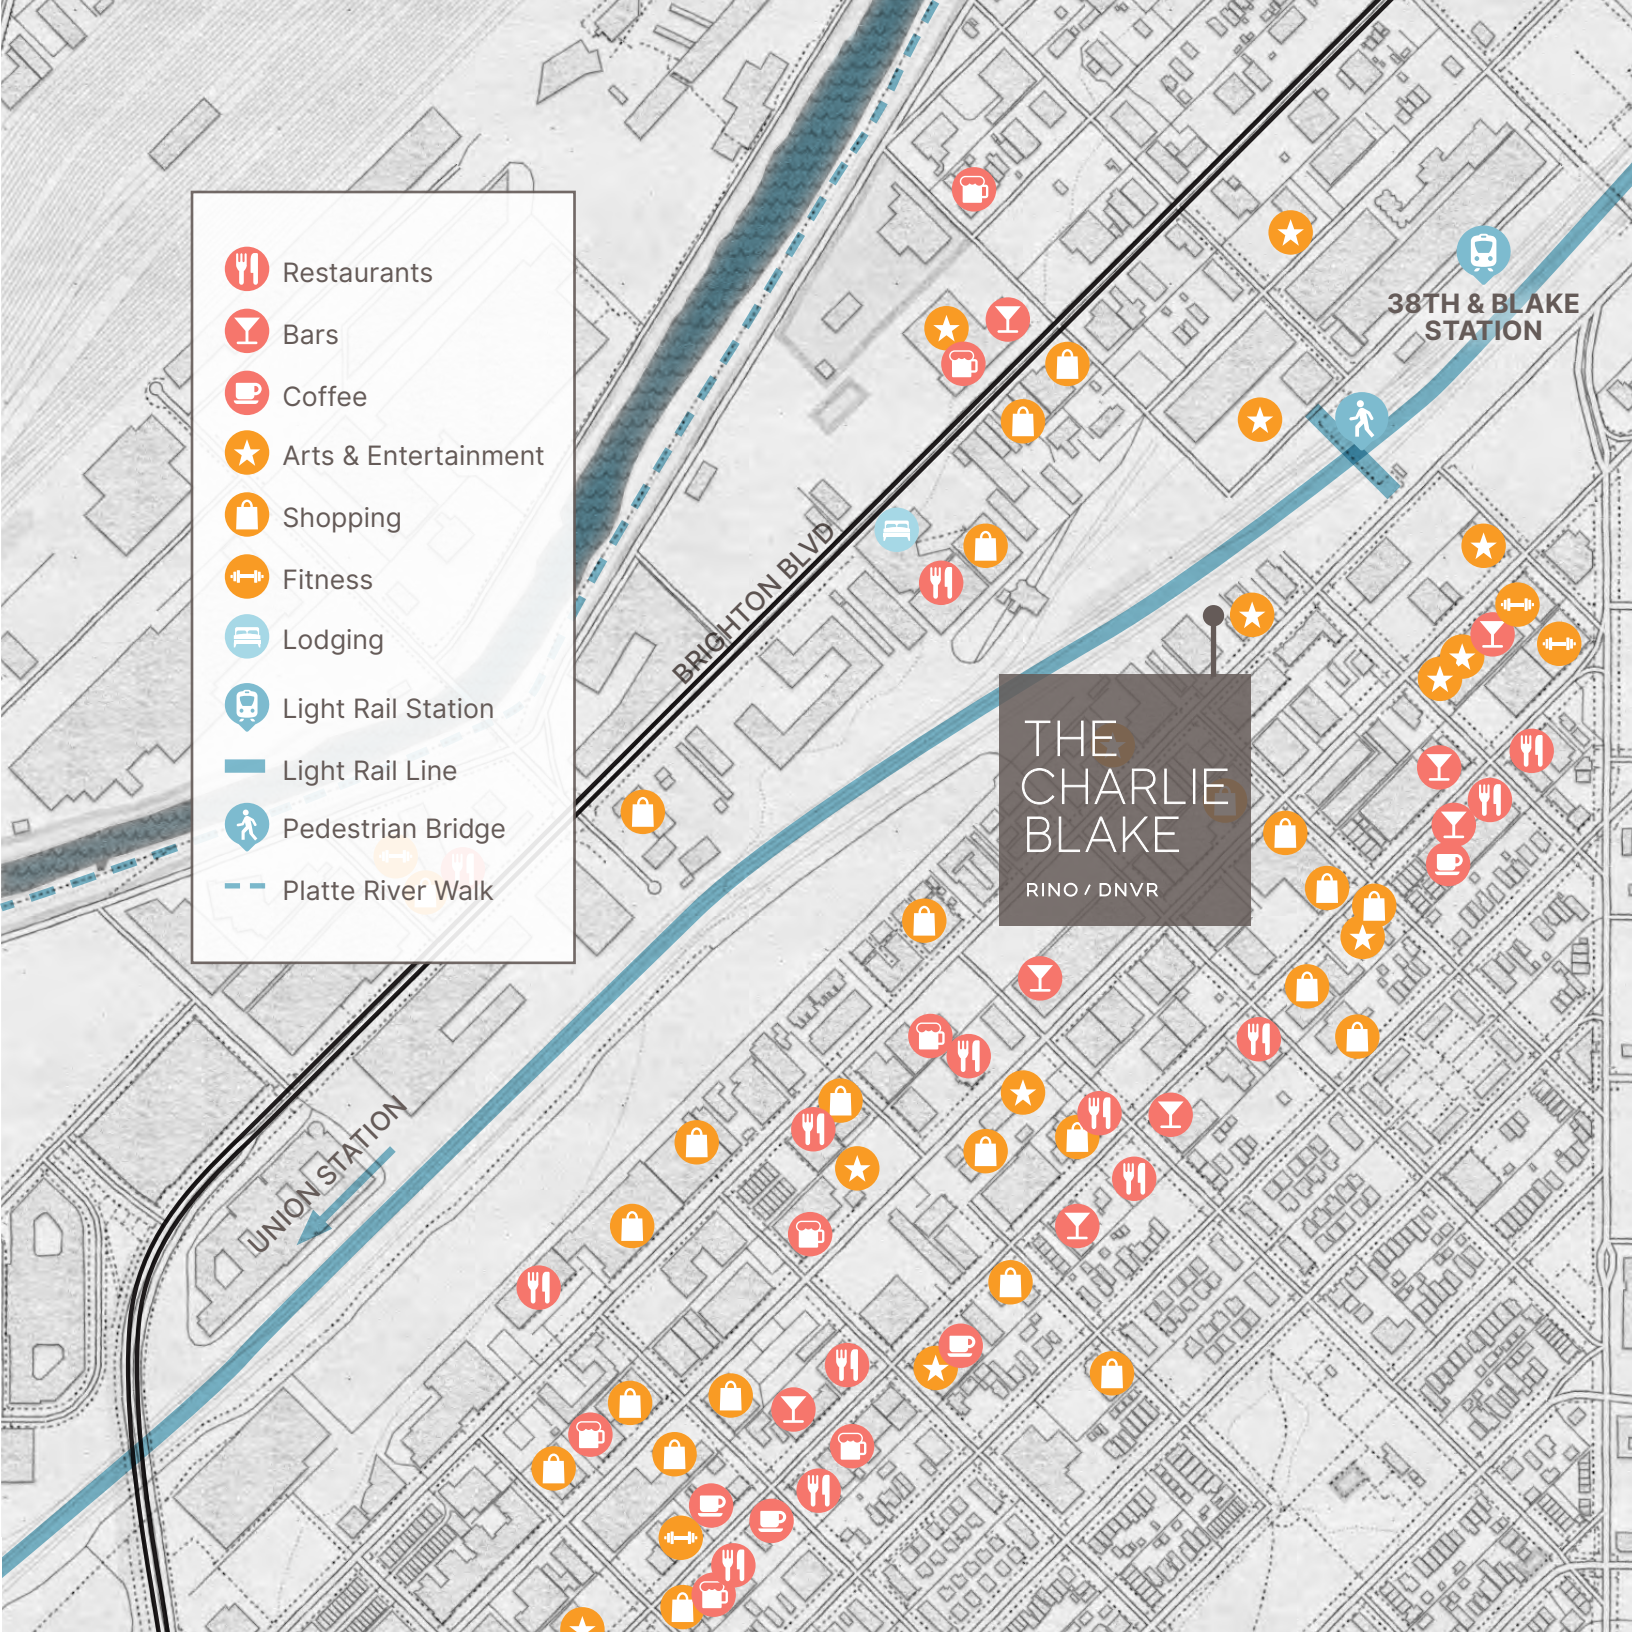 Restaurants
Bars
Coffee
Arts & Entertainment
Shopping
Fitness
Lodging
Light Rail Station
Light Rail Line
Pedestrian Bridge
Platte River Walk
38TH & BLAKE
STATION
BRIGHTON BLVD
THE
CHARLIE
BLAKE
RINO / DNVR
UNION STATION